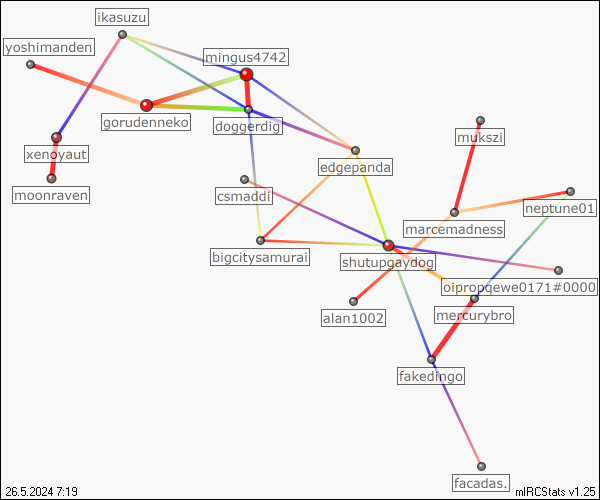 ikasuzu
yoshimanden
mingus4742
gorudenneko
doggerdig
mukszi
xenoyaut
edgepanda
moonraven
csmaddi
neptune01
marcemadness
bigcitysamurai
shutupgaydog
oipropqewe0171#0000
alan1002
mercurybro
fakedingo
facadas.
26.5.2024 7:19
mIRCStats v1.25